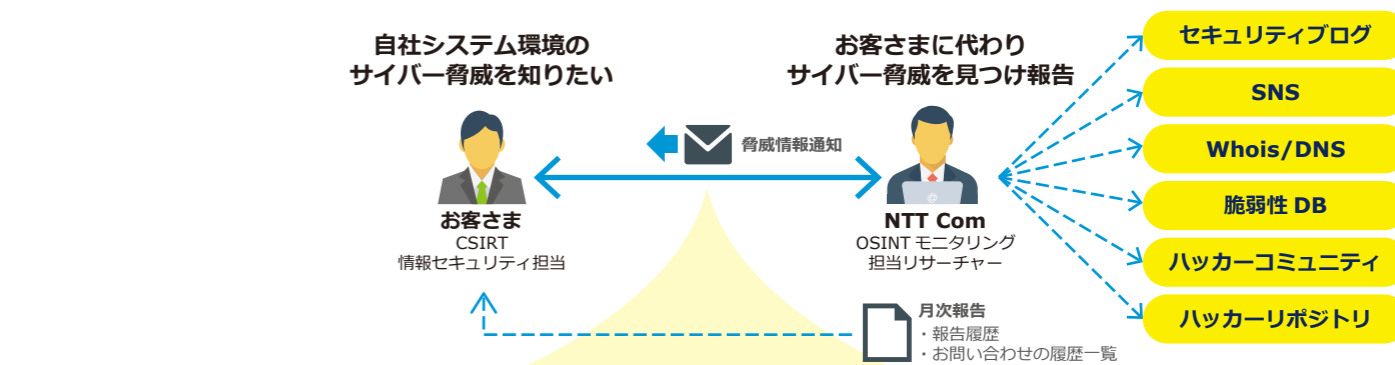 自社システム環境の
サイバー脅威を知りたい
お客さまに代わり
サイバー脅威を見つけ報告
脅威情報通知
お客さま
CSIRT
情報セキュリティ担当
@
NTT Com
OSINT モニタリング
担当リサーチャー
月次報告
・報告履歴
・お問い合わせの履歴一覧
セキュリティブログ
SNS
Whois/DNS
脆弱性 DB
ハッカーコミュニティ
ハッカーリポジトリ